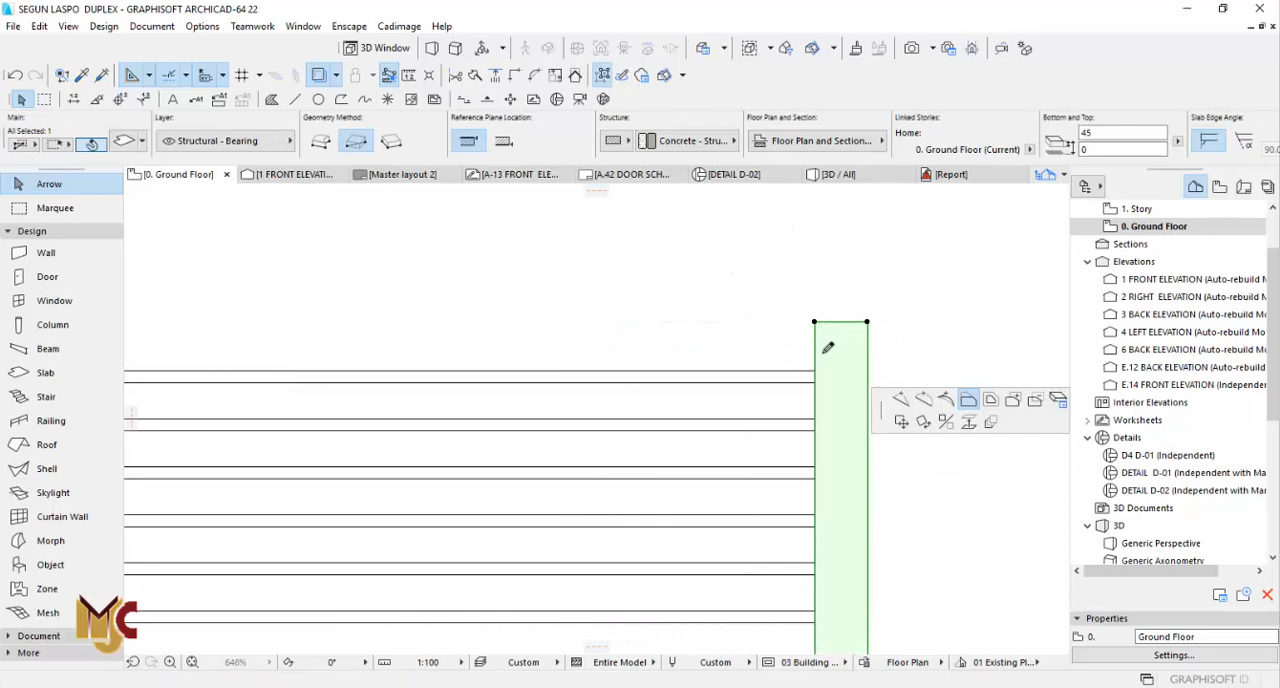 SEGUN LASPO DUPLEX - GRAPHISOFT ARCHICAD-64 22
File Edit View Design Document Options Teamwork Window Enscape Cadimage Help
3D Window
Main:
All Selected: 1
Layer:
Structural - Bearing
Geometry Method:
Reference Plane Location:
Structure:
Concrete - Stru...
Floor Plan and Section:
Floor Plan and Section...
Linked Stories:
Home:
0. Ground Floor (Current)
Bottom and Top:
45
0
Slab Edge Angle:
90.0
[0. Ground Floor]
[1 FRONT ELEVATI...
[Master layout 2]
[A-13 FRONT ELE...
[A.42 DOOR SCH...
[DETAIL D-02]
[3D / All]
[Report]
Arrow
Marquee
Design
Wall
Door
Window
Column
Beam
Slab
Stair
Railing
Roof
Shell
Skylight
Curtain Wall
Morph
Object
Zone
Mesh
Document
More
MJC
1. Story
0. Ground Floor
Sections
Elevations
1 FRONT ELEVATION (Auto-rebuild M
2 RIGHT ELEVATION (Auto-rebuild M
3 BACK ELEVATION (Auto-rebuild Mo
4 LEFT ELEVATION (Auto-rebuild Mo
6 BACK ELEVATION (Auto-rebuild Mo
E.12 BACK ELEVATION (Auto-rebuild
E.14 FRONT ELEVATION (Independer
Interior Elevations
Worksheets
Details
D4 D-01 (Independent)
DETAIL D-01 (Independent with Mar
DETAIL D-02 (Independent with Mar
3D Documents
3D
Generic Perspective
Generic Axonometry
Properties
0.
Ground Floor
Settings...
646%
0°
1:100
Custom
Entire Model
Custom
03 Building ...
Floor Plan
01 Existing Pl...
GRAPHISOFT ID